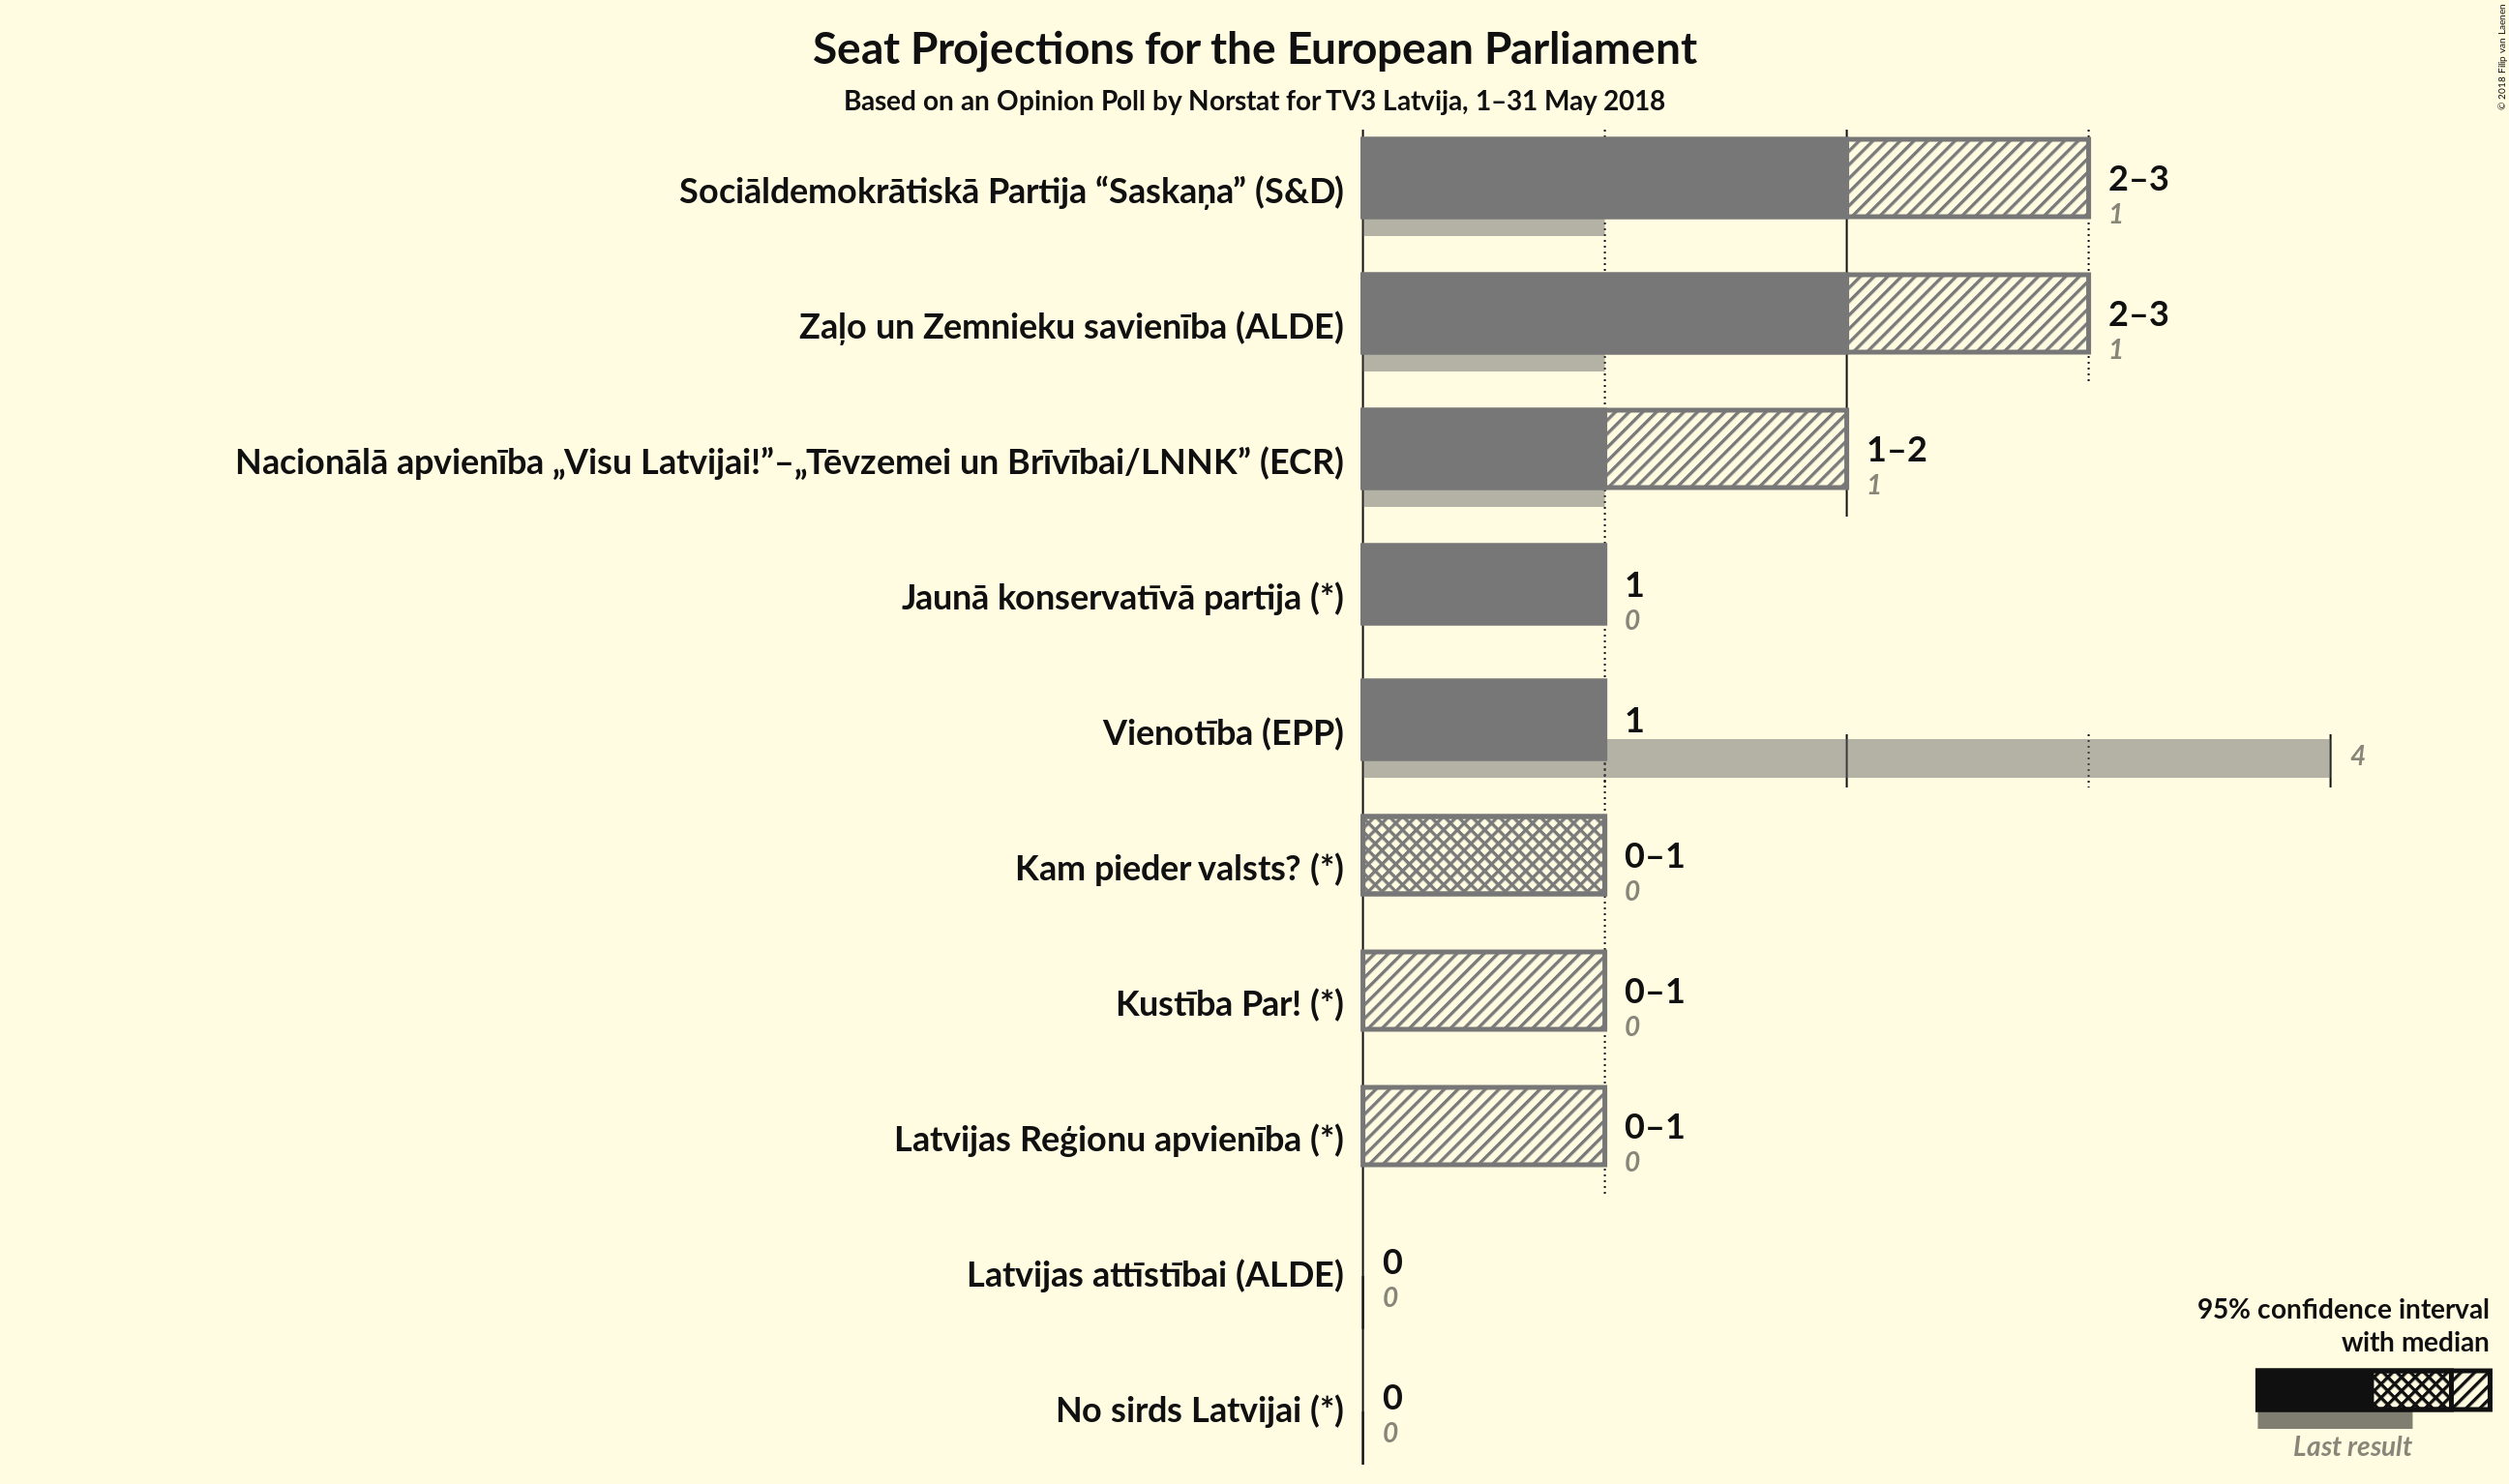 Seat Projections for the European Parliament
Based on an Opinion Poll by Norstat for TV3 Latvija, 1–31 May 2018
© 2018 Filip van Laenen
Sociāldemokrātiskā Partija “Saskaņa” (S&D)
2–3
1
Zaļo un Zemnieku savienība (ALDE)
2–3
1
Nacionālā apvienība „Visu Latvijai!”–„Tēvzemei un Brīvībai/LNNK” (ECR)
1–2
1
Jaunā konservatīvā partija (*)
1
0
Vienotība (EPP)
1
4
Kam pieder valsts? (*)
0–1
0
Kustība Par! (*)
0–1
0
Latvijas Reģionu apvienība (*)
0–1
0
Latvijas attīstībai (ALDE)
0
0
No sirds Latvijai (*)
0
0
95% confidence interval
with median
Last result